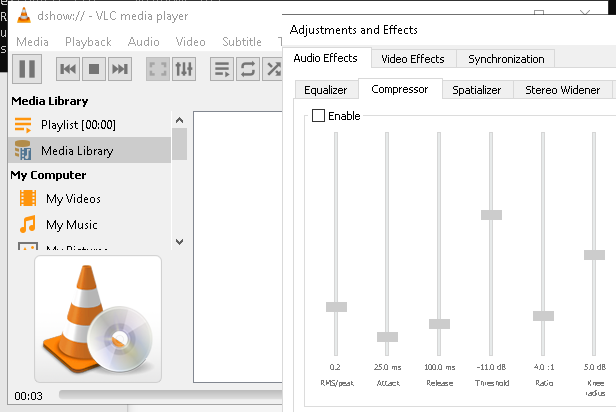 dshow:// - VLC media player
Media Playback Audio Video Subtitle
Media Library
Playlist [00:00]
Media Library
My Computer
My Videos
My Music
My Pictures
00:03
Adjustments and Effects
Audio Effects Video Effects Synchronization
Equalizer Compressor Spatializer Stereo Widener
Enable
0.2 25.0 ms 100.0 ms -11.0 dB 4.0 :1 5.0 dB
RMS/peak Attack Release Threshold Ratio Knee
radius